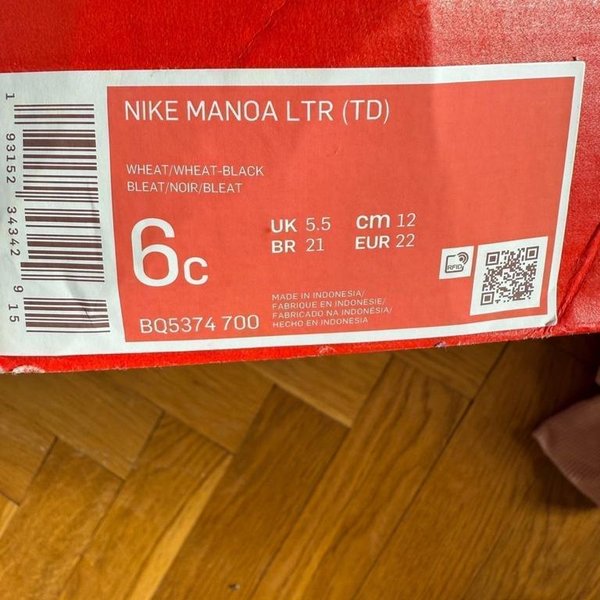 NIKE MANOA LTR (TD)
WHEAT/WHEAT-BLACK
BLEAT/NOIR/BLEAT
6c
UK 5.5 cm 12
BR 21 EUR 22
RFID
BQ5374 700
MADE IN INDONESIA/
FABRIQUE EN INDONESIE/
FABRICADO NA INDONÉSIA/
HECHO EN INDONESIA
1 93152 34342 9 15